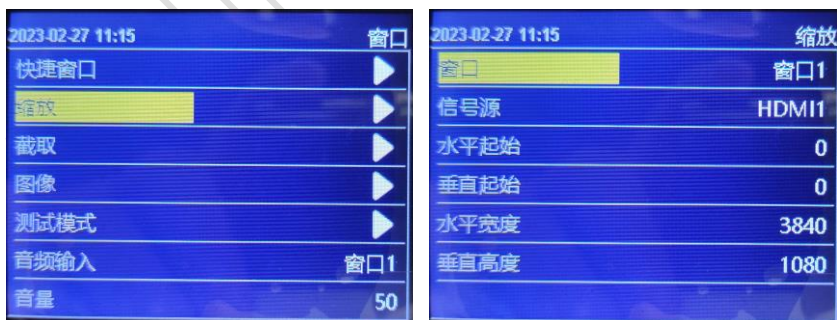 2023-02-27 11:15 窗口
快捷窗口
缩放
截取
图像
测试模式
音频输入 窗口1
音量 50
2023-02-27 11:15 缩放
窗口 窗口1
信号源 HDMI1
水平起始 0
垂直起始 0
水平宽度 3840
垂直高度 1080